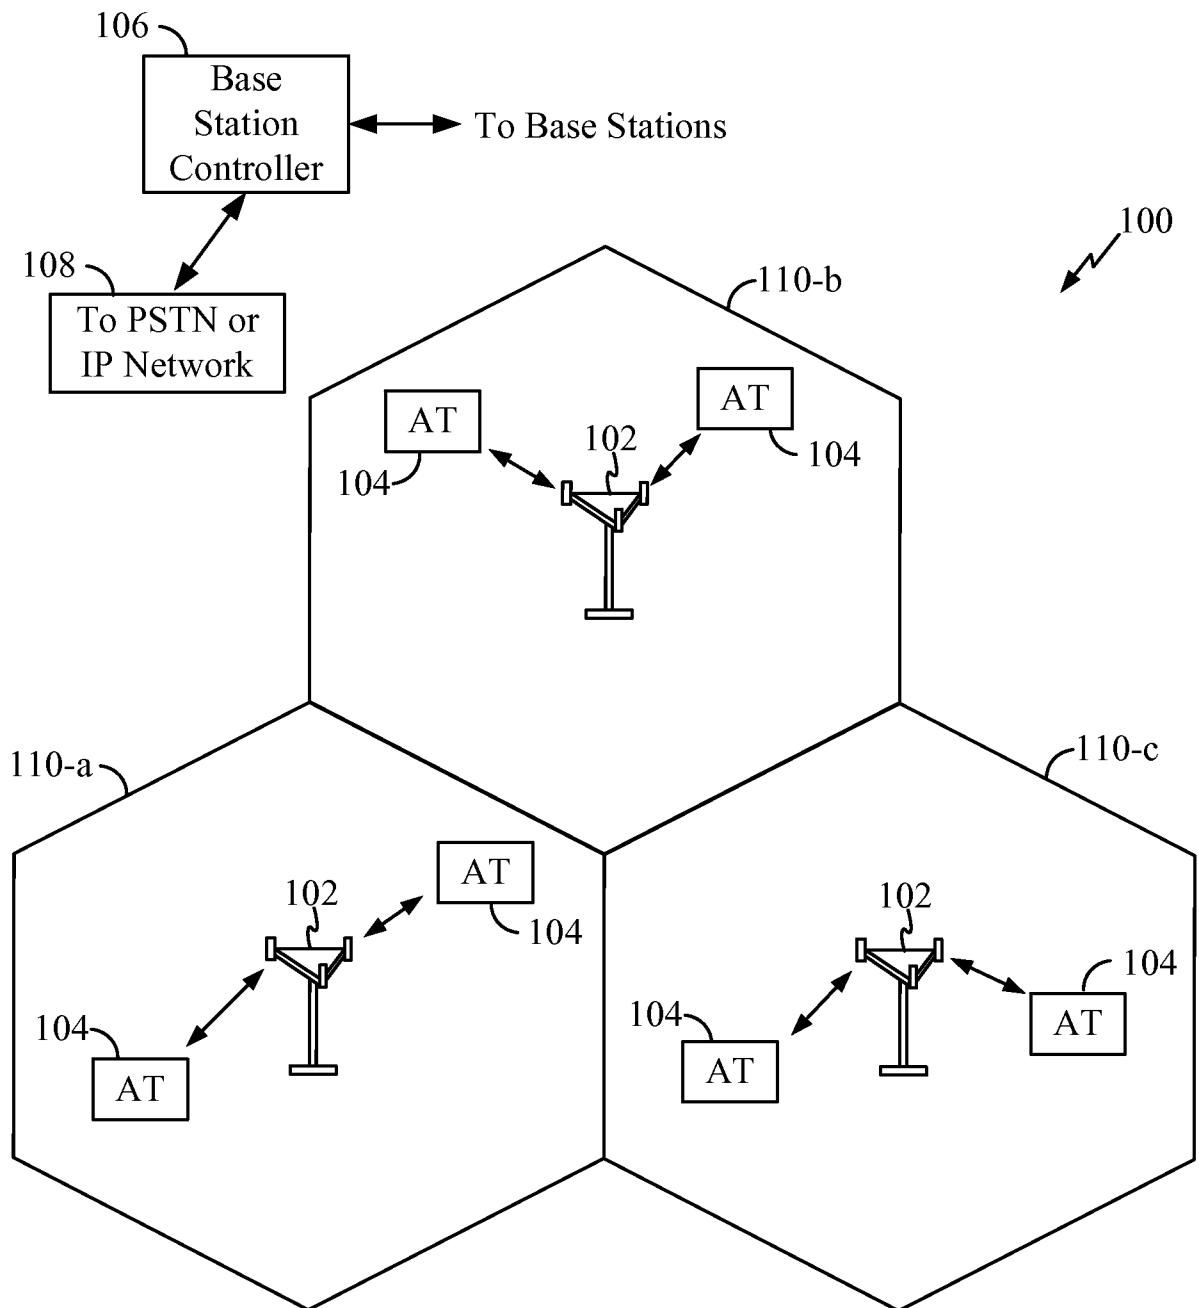 106
Base
Station
Controller
To Base Stations
100
108
To PSTN or
IP Network
110-b
AT
104
AT
104
102
110-a
110-c
AT
104
102
104
AT
102
104
AT
104
AT